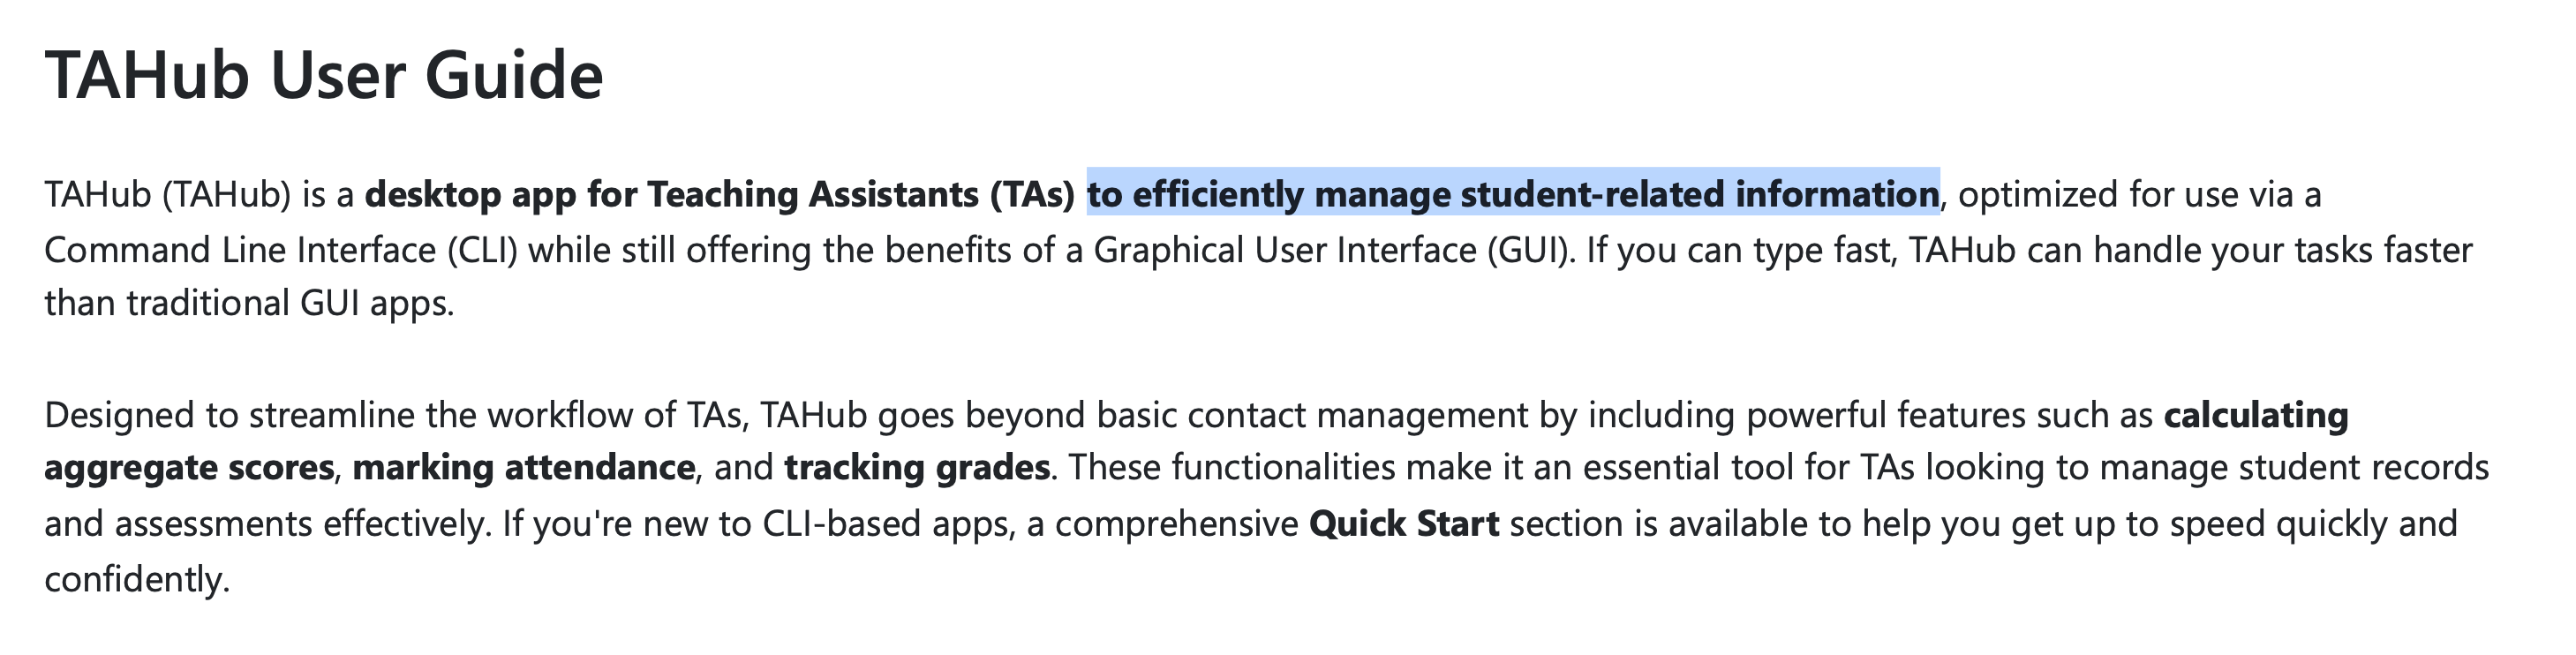 TAHub User Guide
TAHub (TAHub) is a desktop app for Teaching Assistants (TAs) to efficiently manage student-related information, optimized for use via a
Command Line Interface (CLI) while still offering the benefits of a Graphical User Interface (GUI). If you can type fast, TAHub can handle your tasks faster
than traditional GUI apps.
Designed to streamline the workflow of TAs, TAHub goes beyond basic contact management by including powerful features such as calculating
aggregate scores, marking attendance, and tracking grades. These functionalities make it an essential tool for TAs looking to manage student records
and assessments effectively. If you're new to CLI-based apps, a comprehensive Quick Start section is available to help you get up to speed quickly and
confidently.